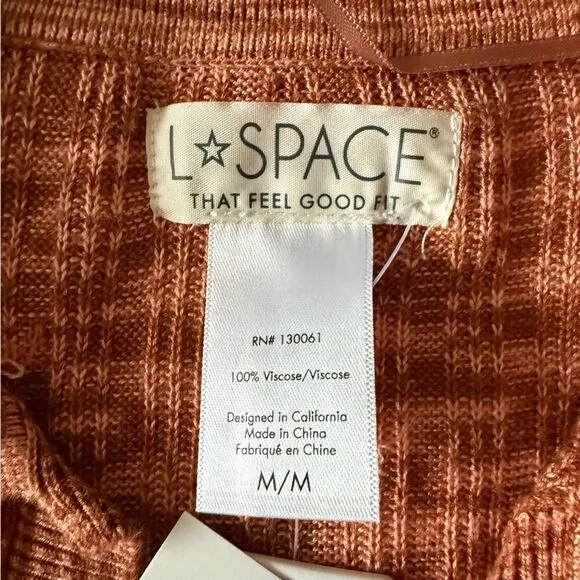 L☆SPACE®
THAT FEEL GOOD FIT
RN# 130061
100% Viscose/Viscose
Designed in California
Made in China
Fabriqué en Chine
M/M